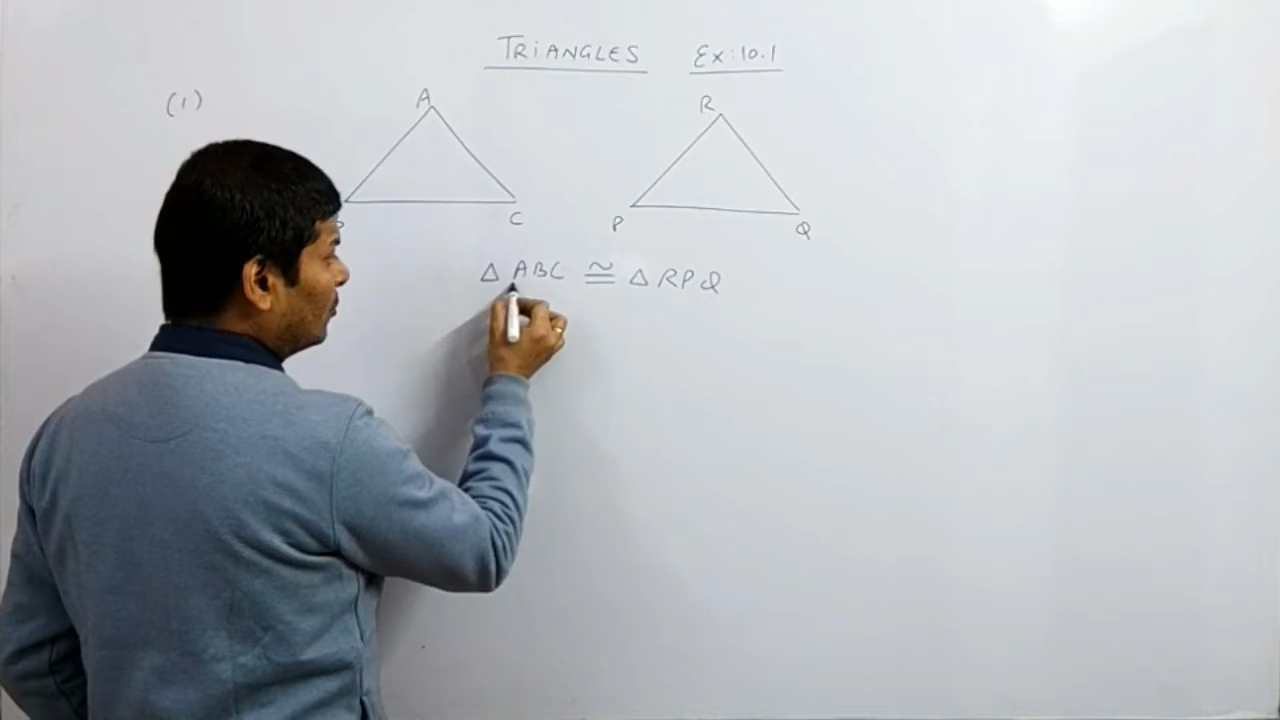 TRIANGLES Ex:10.1
(1)
A R
C P Q
△ ABC ≅ △ RPQ